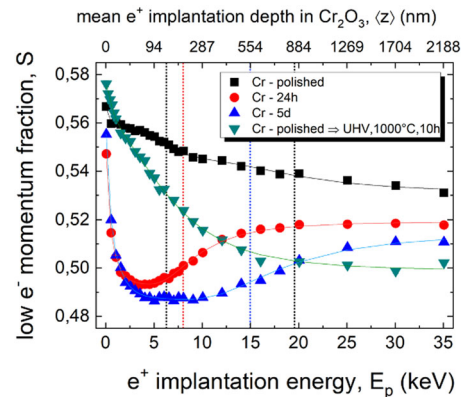 mean e⁺ implantation depth in Cr₂O₃, ⟨z⟩ (nm)
0 94 287 554 884 1269 1704 2188
0.58
0.56
0.54
0.52
0.50
0.48
low e⁻ momentum fraction, S
Cr - polished
Cr - 24h
Cr - 5d
Cr - polished ⇒ UHV,1000°C,10h
0 5 10 15 20 25 30 35
e⁺ implantation energy, Eₚ (keV)